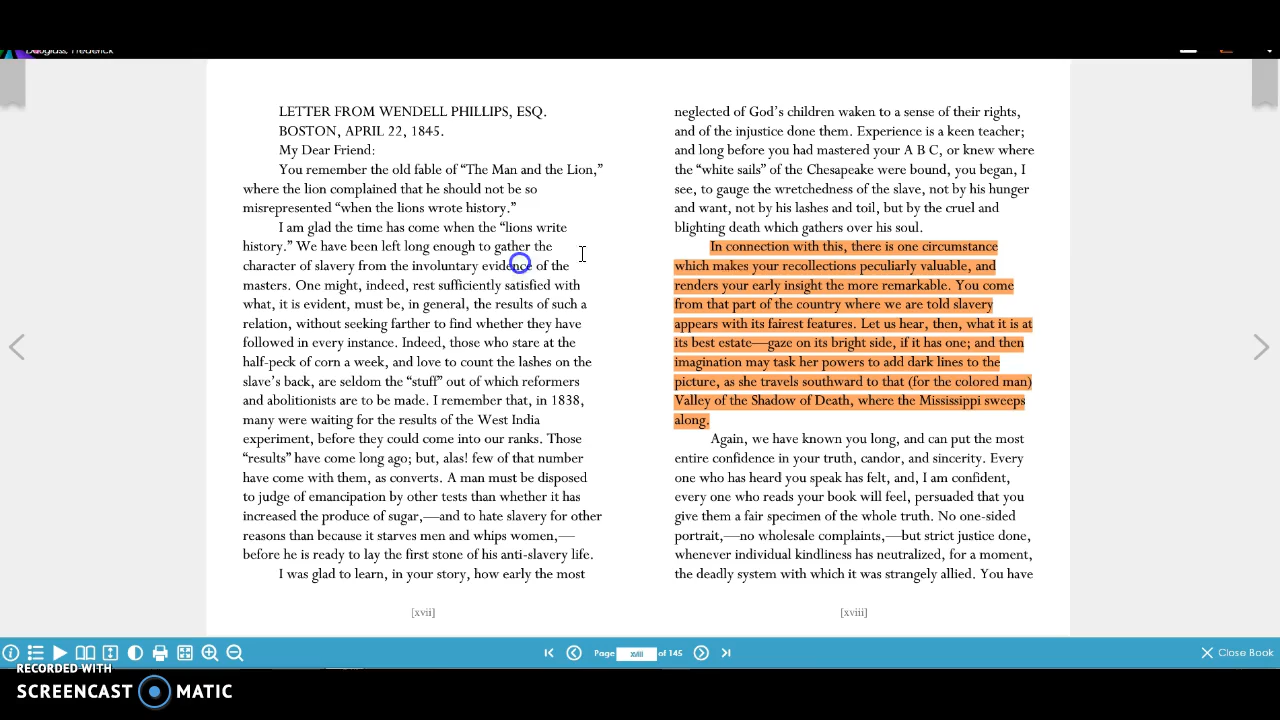 Douglass, Frederick
LETTER FROM WENDELL PHILLIPS, ESQ.
BOSTON, APRIL 22, 1845.
My Dear Friend:
You remember the old fable of “The Man and the Lion,”
where the lion complained that he should not be so
misrepresented “when the lions wrote history.”
I am glad the time has come when the “lions write
history.” We have been left long enough to gather the
character of slavery from the involuntary evidence of the
masters. One might, indeed, rest sufficiently satisfied with
what, it is evident, must be, in general, the results of such a
relation, without seeking farther to find whether they have
followed in every instance. Indeed, those who stare at the
half-peck of corn a week, and love to count the lashes on the
slave’s back, are seldom the “stuff” out of which reformers
and abolitionists are to be made. I remember that, in 1838,
many were waiting for the results of the West India
experiment, before they could come into our ranks. Those
“results” have come long ago; but, alas! few of that number
have come with them, as converts. A man must be disposed
to judge of emancipation by other tests than whether it has
increased the produce of sugar,—and to hate slavery for other
reasons than because it starves men and whips women,—
before he is ready to lay the first stone of his anti-slavery life.
I was glad to learn, in your story, how early the most
[xvii]
neglected of God’s children waken to a sense of their rights,
and of the injustice done them. Experience is a keen teacher;
and long before you had mastered your A B C, or knew where
the “white sails” of the Chesapeake were bound, you began, I
see, to gauge the wretchedness of the slave, not by his hunger
and want, not by his lashes and toil, but by the cruel and
blighting death which gathers over his soul.
In connection with this, there is one circumstance
which makes your recollections peculiarly valuable, and
renders your early insight the more remarkable. You come
from that part of the country where we are told slavery
appears with its fairest features. Let us hear, then, what it is at
its best estate—gaze on its bright side, if it has one; and then
imagination may task her powers to add dark lines to the
picture, as she travels southward to that (for the colored man)
Valley of the Shadow of Death, where the Mississippi sweeps
along.
Again, we have known you long, and can put the most
entire confidence in your truth, candor, and sincerity. Every
one who has heard you speak has felt, and, I am confident,
every one who reads your book will feel, persuaded that you
give them a fair specimen of the whole truth. No one-sided
portrait,—no wholesale complaints,—but strict justice done,
whenever individual kindliness has neutralized, for a moment,
the deadly system with which it was strangely allied. You have
[xviii]
Page xviii of 145
Close Book
RECORDED WITH
SCREENCAST MATIC